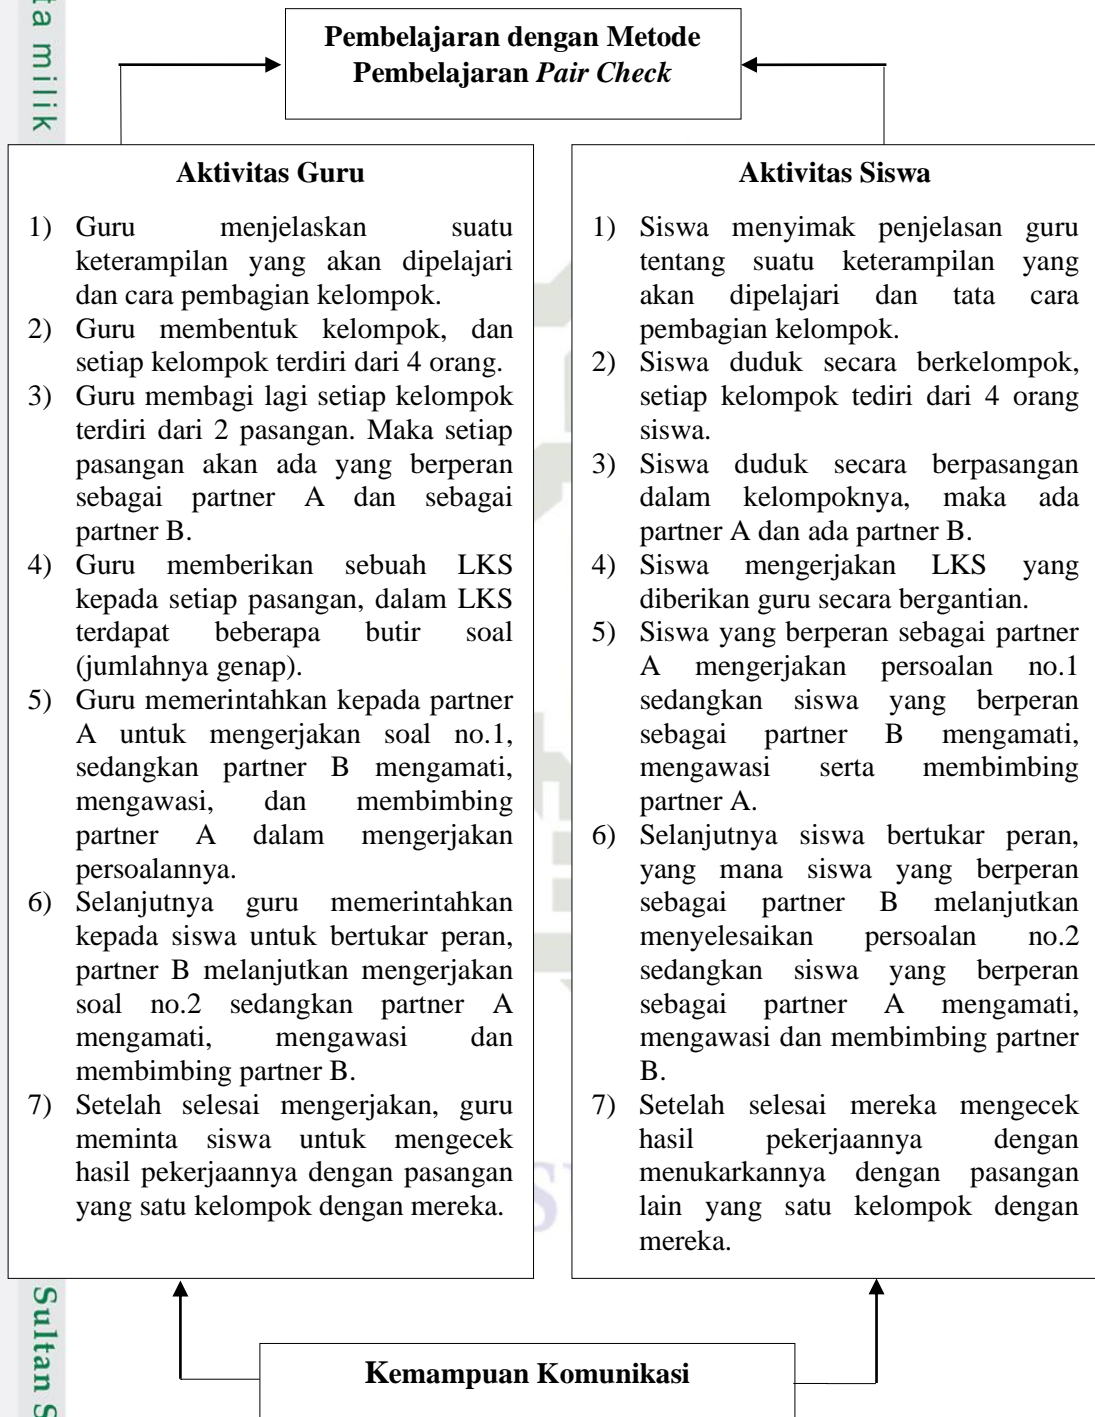 ta milik
Pembelajaran dengan Metode
Pembelajaran Pair Check
Aktivitas Guru
1) Guru menjelaskan suatu
keterampilan yang akan dipelajari
dan cara pembagian kelompok.
2) Guru membentuk kelompok, dan
setiap kelompok terdiri dari 4 orang.
3) Guru membagi lagi setiap kelompok
terdiri dari 2 pasangan. Maka setiap
pasangan akan ada yang berperan
sebagai partner A dan sebagai
partner B.
4) Guru memberikan sebuah LKS
kepada setiap pasangan, dalam LKS
terdapat beberapa butir soal
(jumlahnya genap).
5) Guru memerintahkan kepada partner
A untuk mengerjakan soal no.1,
sedangkan partner B mengamati,
mengawasi, dan membimbing
partner A dalam mengerjakan
persoalannya.
6) Selanjutnya guru memerintahkan
kepada siswa untuk bertukar peran,
partner B melanjutkan mengerjakan
soal no.2 sedangkan partner A
mengamati, mengawasi dan
membimbing partner B.
7) Setelah selesai mengerjakan, guru
meminta siswa untuk mengecek
hasil pekerjaannya dengan pasangan
yang satu kelompok dengan mereka.
Aktivitas Siswa
1) Siswa menyimak penjelasan guru
tentang suatu keterampilan yang
akan dipelajari dan tata cara
pembagian kelompok.
2) Siswa duduk secara berkelompok,
setiap kelompok tediri dari 4 orang
siswa.
3) Siswa duduk secara berpasangan
dalam kelompoknya, maka ada
partner A dan ada partner B.
4) Siswa mengerjakan LKS yang
diberikan guru secara bergantian.
5) Siswa yang berperan sebagai partner
A mengerjakan persoalan no.1
sedangkan siswa yang berperan
sebagai partner B mengamati,
mengawasi serta membimbing
partner A.
6) Selanjutnya siswa bertukar peran,
yang mana siswa yang berperan
sebagai partner B melanjutkan
menyelesaikan persoalan no.2
sedangkan siswa yang berperan
sebagai partner A mengamati,
mengawasi dan membimbing partner
B.
7) Setelah selesai mereka mengecek
hasil pekerjaannya dengan
menukarkannya dengan pasangan
lain yang satu kelompok dengan
mereka.
Sultan S
Kemampuan Komunikasi